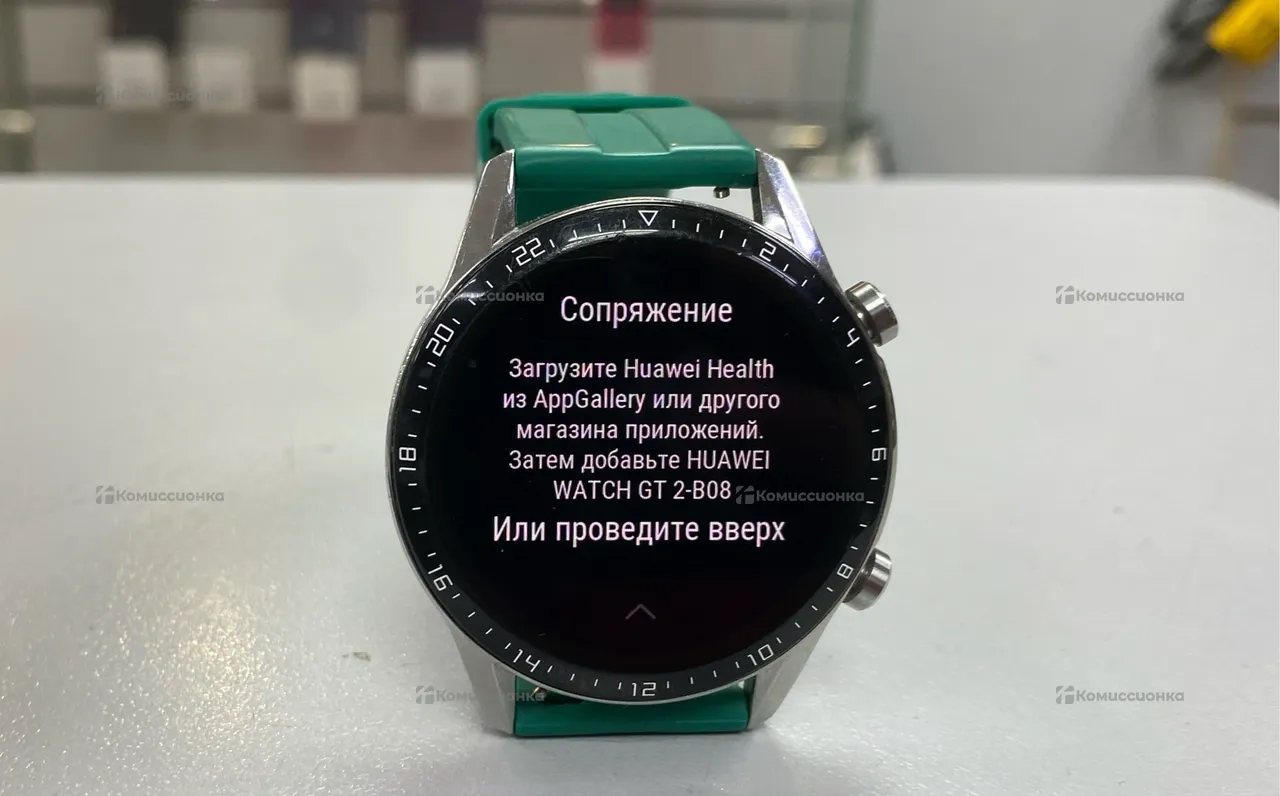 Комиссионка
22
2
Комиссионка
Комиссионка
Сопряжение
20
4
Загрузите Huawei Health
из AppGallery или другого
магазина приложений.
18
6
Затем добавьте HUAWEI
WATCH GT 2-B08
Комиссионка
Комиссионка
Или проведите вверх
16
8
14
12
10
Комиссионка
Комиссионка